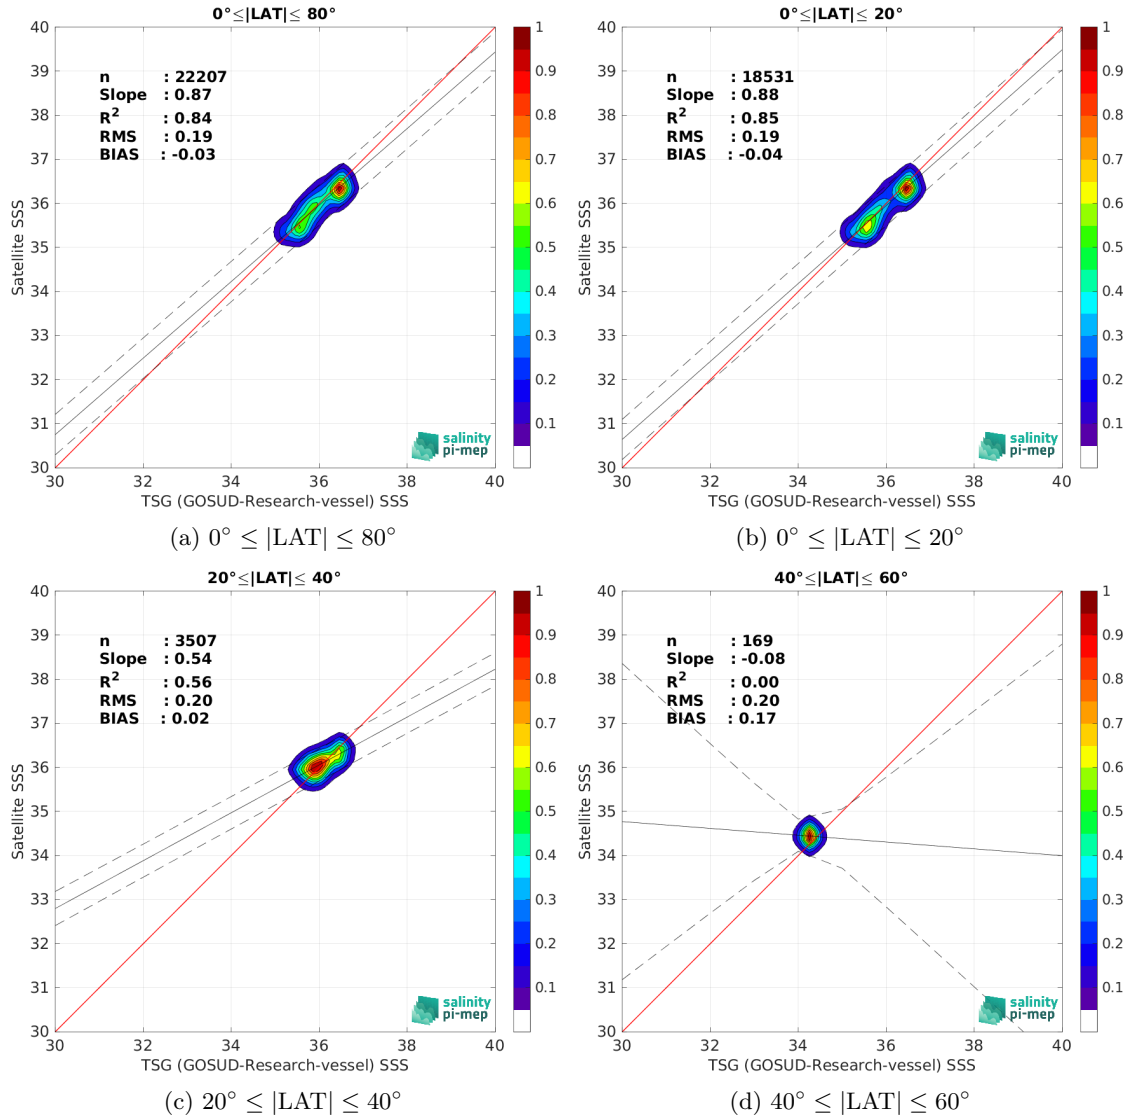 0°≤|LAT|≤ 80°
n : 22207
Slope : 0.87
R² : 0.84
RMS : 0.19
BIAS : -0.03
Satellite SSS
40
39
38
37
36
35
34
33
32
31
30
30 32 34 36 38 40
TSG (GOSUD-Research-vessel) SSS
1
0.9
0.8
0.7
0.6
0.5
0.4
0.3
0.2
0.1
salinity
pi-mep
(a) 0° ≤ |LAT| ≤ 80°
0°≤|LAT|≤ 20°
n : 18531
Slope : 0.88
R² : 0.85
RMS : 0.19
BIAS : -0.04
Satellite SSS
40
39
38
37
36
35
34
33
32
31
30
30 32 34 36 38 40
TSG (GOSUD-Research-vessel) SSS
1
0.9
0.8
0.7
0.6
0.5
0.4
0.3
0.2
0.1
salinity
pi-mep
(b) 0° ≤ |LAT| ≤ 20°
20°≤|LAT|≤ 40°
n : 3507
Slope : 0.54
R² : 0.56
RMS : 0.20
BIAS : 0.02
Satellite SSS
40
39
38
37
36
35
34
33
32
31
30
30 32 34 36 38 40
TSG (GOSUD-Research-vessel) SSS
1
0.9
0.8
0.7
0.6
0.5
0.4
0.3
0.2
0.1
salinity
pi-mep
(c) 20° ≤ |LAT| ≤ 40°
40°≤|LAT|≤ 60°
n : 169
Slope : -0.08
R² : 0.00
RMS : 0.20
BIAS : 0.17
Satellite SSS
40
39
38
37
36
35
34
33
32
31
30
30 32 34 36 38 40
TSG (GOSUD-Research-vessel) SSS
1
0.9
0.8
0.7
0.6
0.5
0.4
0.3
0.2
0.1
salinity
pi-mep
(d) 40° ≤ |LAT| ≤ 60°